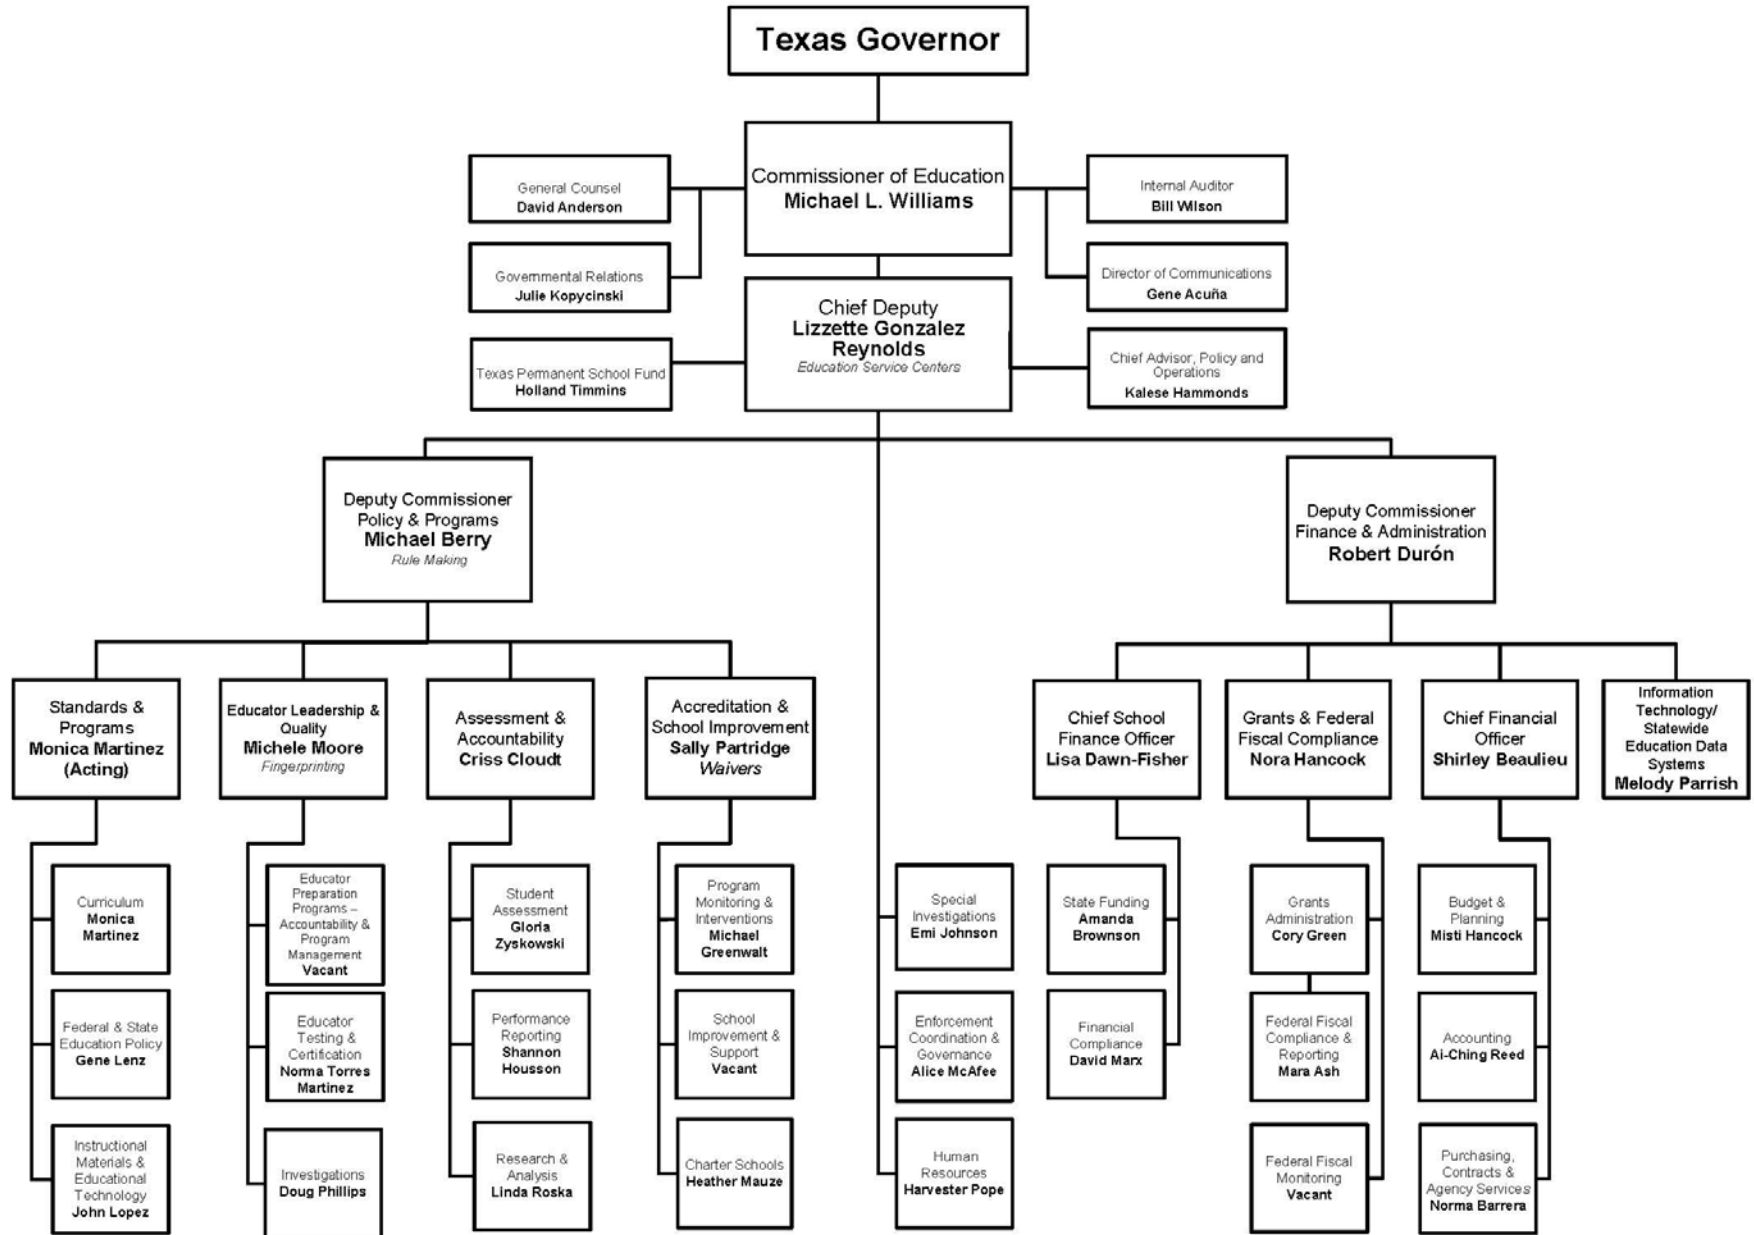 Texas Governor
Commissioner of Education
Michael L. Williams
General Counsel
David Anderson
Internal Auditor
Bill Wilson
Governmental Relations
Julie Kopycinski
Director of Communications
Gene Acuña
Chief Deputy
Lizzette Gonzalez
Reynolds
Education Service Centers
Texas Permanent School Fund
Holland Timmins
Chief Advisor, Policy and
Operations
Kalese Hammonds
Deputy Commissioner
Policy & Programs
Michael Berry
Rule Making
Deputy Commissioner
Finance & Administration
Robert Durón
Standards &
Programs
Monica Martinez
(Acting)
Educator Leadership &
Quality
Michele Moore
Fingerprinting
Assessment &
Accountability
Criss Cloudt
Accreditation &
School Improvement
Sally Partridge
Waivers
Chief School
Finance Officer
Lisa Dawn-Fisher
Grants & Federal
Fiscal Compliance
Nora Hancock
Chief Financial
Officer
Shirley Beaulieu
Information
Technology/
Statewide
Education Data
Systems
Melody Parrish
Curriculum
Monica
Martinez
Educator
Preparation
Programs –
Accountability &
Program
Management
Vacant
Student
Assessment
Gloria
Zyskowski
Program
Monitoring &
Interventions
Michael
Greenwalt
Special
Investigations
Emi Johnson
State Funding
Amanda
Brownson
Grants
Administration
Cory Green
Budget &
Planning
Misti Hancock
Federal & State
Education Policy
Gene Lenz
Educator
Testing &
Certification
Norma Torres
Martinez
Performance
Reporting
Shannon
Housson
School
Improvement &
Support
Vacant
Enforcement
Coordination &
Governance
Alice McAfee
Financial
Compliance
David Marx
Federal Fiscal
Compliance &
Reporting
Mara Ash
Accounting
Ai-Ching Reed
Instructional
Materials &
Educational
Technology
John Lopez
Investigations
Doug Phillips
Research &
Analysis
Linda Roska
Charter Schools
Heather Mauze
Human
Resources
Harvester Pope
Federal Fiscal
Monitoring
Vacant
Purchasing,
Contracts &
Agency Services
Norma Barrera